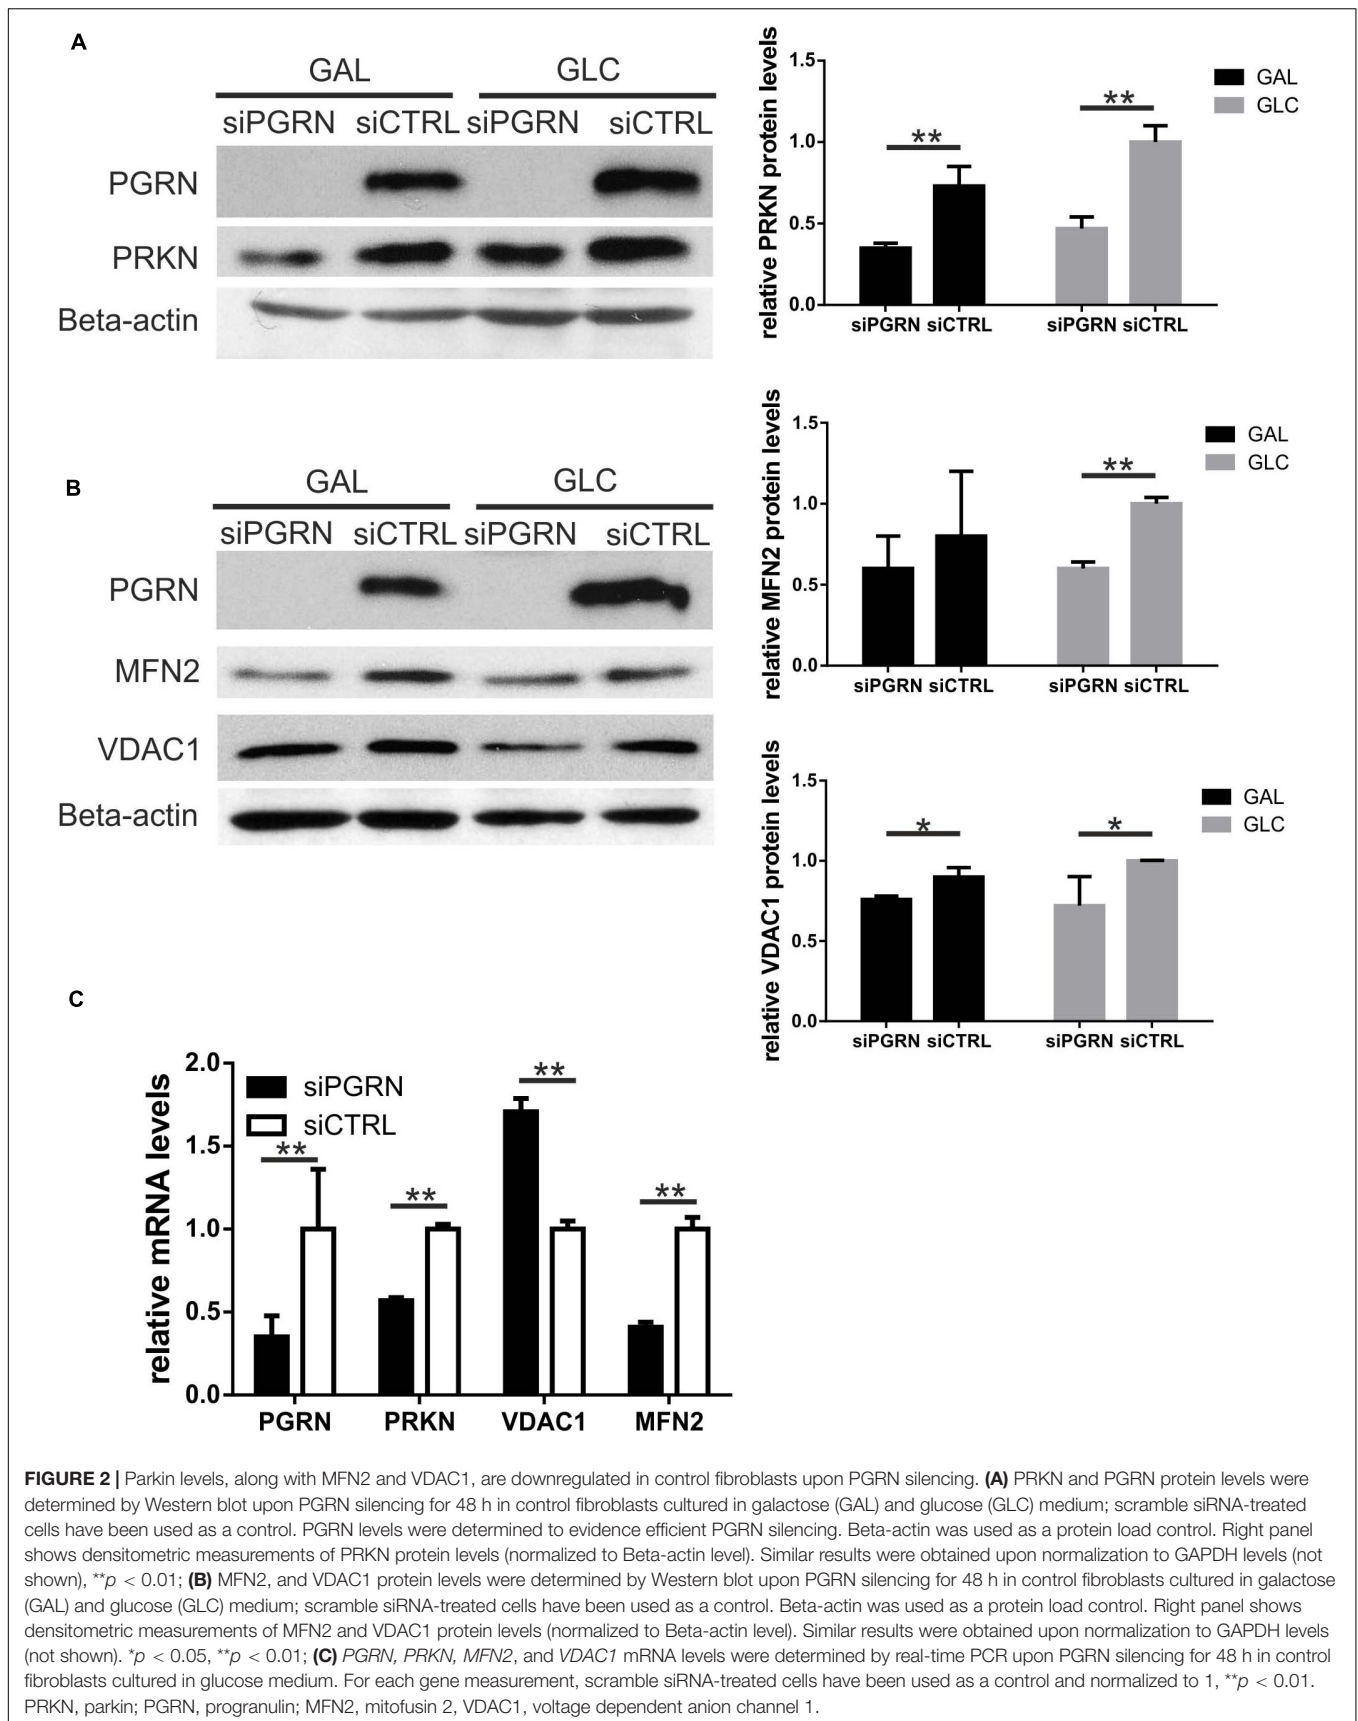 A
GAL GLC
siPGRN siCTRL siPGRN siCTRL
PGRN
PRKN
Beta-actin
relative PRKN protein levels
1.5
1.0
0.5
0.0
** **
siPGRN siCTRL siPGRN siCTRL
GAL
GLC
B
GAL GLC
siPGRN siCTRL siPGRN siCTRL
PGRN
MFN2
VDAC1
Beta-actin
relative MFN2 protein levels
1.5
1.0
0.5
0.0
**
siPGRN siCTRL siPGRN siCTRL
GAL
GLC
relative VDAC1 protein levels
1.5
1.0
0.5
0.0
* *
siPGRN siCTRL siPGRN siCTRL
GAL
GLC
C
relative mRNA levels
2.0
1.5
1.0
0.5
0.0
siPGRN
siCTRL
** ** ** **
PGRN PRKN VDAC1 MFN2
FIGURE 2 | Parkin levels, along with MFN2 and VDAC1, are downregulated in control fibroblasts upon PGRN silencing. (A) PRKN and PGRN protein levels were
determined by Western blot upon PGRN silencing for 48 h in control fibroblasts cultured in galactose (GAL) and glucose (GLC) medium; scramble siRNA-treated
cells have been used as a control. PGRN levels were determined to evidence efficient PGRN silencing. Beta-actin was used as a protein load control. Right panel
shows densitometric measurements of PRKN protein levels (normalized to Beta-actin level). Similar results were obtained upon normalization to GAPDH levels (not
shown), **p < 0.01; (B) MFN2, and VDAC1 protein levels were determined by Western blot upon PGRN silencing for 48 h in control fibroblasts cultured in galactose
(GAL) and glucose (GLC) medium; scramble siRNA-treated cells have been used as a control. Beta-actin was used as a protein load control. Right panel shows
densitometric measurements of MFN2 and VDAC1 protein levels (normalized to Beta-actin level). Similar results were obtained upon normalization to GAPDH levels
(not shown). *p < 0.05, **p < 0.01; (C) PGRN, PRKN, MFN2, and VDAC1 mRNA levels were determined by real-time PCR upon PGRN silencing for 48 h in control
fibroblasts cultured in glucose medium. For each gene measurement, scramble siRNA-treated cells have been used as a control and normalized to 1, **p < 0.01.
PRKN, parkin; PGRN, progranulin; MFN2, mitofusin 2, VDAC1, voltage dependent anion channel 1.